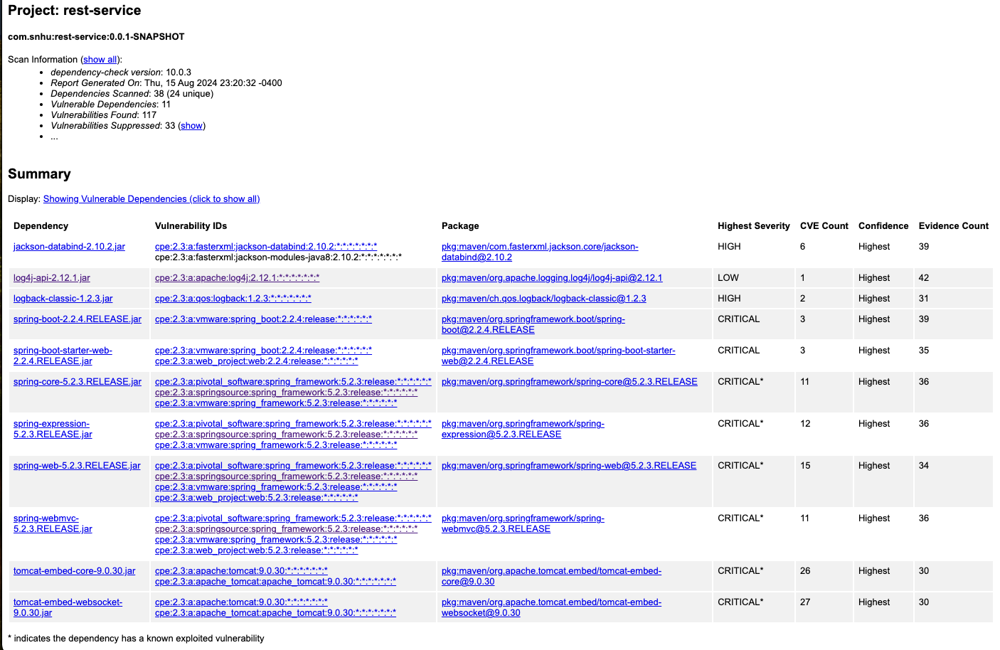 Project: rest-service
com.snhu:rest-service:0.0.1-SNAPSHOT
Scan Information (show all):
• dependency-check version: 10.0.3
• Report Generated On: Thu, 15 Aug 2024 23:20:32 -0400
• Dependencies Scanned: 38 (24 unique)
• Vulnerable Dependencies: 11
• Vulnerabilities Found: 117
• Vulnerabilities Suppressed: 33 (show)
• ...
Summary
Display: Showing Vulnerable Dependencies (click to show all)
Dependency Vulnerability IDs Package Highest Severity CVE Count Confidence Evidence Count
jackson-databind-2.10.2.jar cpe:2.3:a:fasterxml:jackson-databind:2.10.2:*:*:*:*:*:*:* pkg:maven/com.fasterxml.jackson.core/jackson- HIGH 6 Highest 39
cpe:2.3:a:fasterxml:jackson-modules-java8:2.10.2:*:*:*:*:*:*:* databind@2.10.2
log4j-api-2.12.1.jar cpe:2.3:a:apache:log4j:2.12.1:*:*:*:*:*:*:* pkg:maven/org.apache.logging.log4j/log4j-api@2.12.1 LOW 1 Highest 42
logback-classic-1.2.3.jar cpe:2.3:a:qos:logback:1.2.3:*:*:*:*:*:*:* pkg:maven/ch.qos.logback/logback-classic@1.2.3 HIGH 2 Highest 31
spring-boot-2.2.4.RELEASE.jar cpe:2.3:a:vmware:spring_boot:2.2.4:release:*:*:*:*:*:* pkg:maven/org.springframework.boot/spring- CRITICAL 3 Highest 39
boot@2.2.4.RELEASE
spring-boot-starter-web- cpe:2.3:a:vmware:spring_boot:2.2.4:release:*:*:*:*:*:* pkg:maven/org.springframework.boot/spring-boot-starter- CRITICAL 3 Highest 35
2.2.4.RELEASE.jar cpe:2.3:a:web_project:web:2.2.4:release:*:*:*:*:*:* web@2.2.4.RELEASE
spring-core-5.2.3.RELEASE.jar cpe:2.3:a:pivotal_software:spring_framework:5.2.3:release:*:*:*:*:*:* pkg:maven/org.springframework/spring-core@5.2.3.RELEASE CRITICAL* 11 Highest 36
cpe:2.3:a:springsource:spring_framework:5.2.3:release:*:*:*:*:*:*
cpe:2.3:a:vmware:spring_framework:5.2.3:release:*:*:*:*:*:*
spring-expression- cpe:2.3:a:pivotal_software:spring_framework:5.2.3:release:*:*:*:*:*:* pkg:maven/org.springframework/spring- CRITICAL* 12 Highest 36
5.2.3.RELEASE.jar cpe:2.3:a:springsource:spring_framework:5.2.3:release:*:*:*:*:*:* expression@5.2.3.RELEASE
cpe:2.3:a:vmware:spring_framework:5.2.3:release:*:*:*:*:*:*
spring-web-5.2.3.RELEASE.jar cpe:2.3:a:pivotal_software:spring_framework:5.2.3:release:*:*:*:*:*:* pkg:maven/org.springframework/spring-web@5.2.3.RELEASE CRITICAL* 15 Highest 34
cpe:2.3:a:springsource:spring_framework:5.2.3:release:*:*:*:*:*:*
cpe:2.3:a:vmware:spring_framework:5.2.3:release:*:*:*:*:*:*
cpe:2.3:a:web_project:web:5.2.3:release:*:*:*:*:*:*
spring-webmvc- cpe:2.3:a:pivotal_software:spring_framework:5.2.3:release:*:*:*:*:*:* pkg:maven/org.springframework/spring- CRITICAL* 11 Highest 36
5.2.3.RELEASE.jar cpe:2.3:a:springsource:spring_framework:5.2.3:release:*:*:*:*:*:* webmvc@5.2.3.RELEASE
cpe:2.3:a:vmware:spring_framework:5.2.3:release:*:*:*:*:*:*
cpe:2.3:a:web_project:web:5.2.3:release:*:*:*:*:*:*
tomcat-embed-core-9.0.30.jar cpe:2.3:a:apache:tomcat:9.0.30:*:*:*:*:*:*:* pkg:maven/org.apache.tomcat.embed/tomcat-embed- CRITICAL* 26 Highest 30
cpe:2.3:a:apache_tomcat:apache_tomcat:9.0.30:*:*:*:*:*:*:* core@9.0.30
tomcat-embed-websocket- cpe:2.3:a:apache:tomcat:9.0.30:*:*:*:*:*:*:* pkg:maven/org.apache.tomcat.embed/tomcat-embed- CRITICAL* 27 Highest 30
9.0.30.jar cpe:2.3:a:apache_tomcat:apache_tomcat:9.0.30:*:*:*:*:*:*:* websocket@9.0.30
* indicates the dependency has a known exploited vulnerability